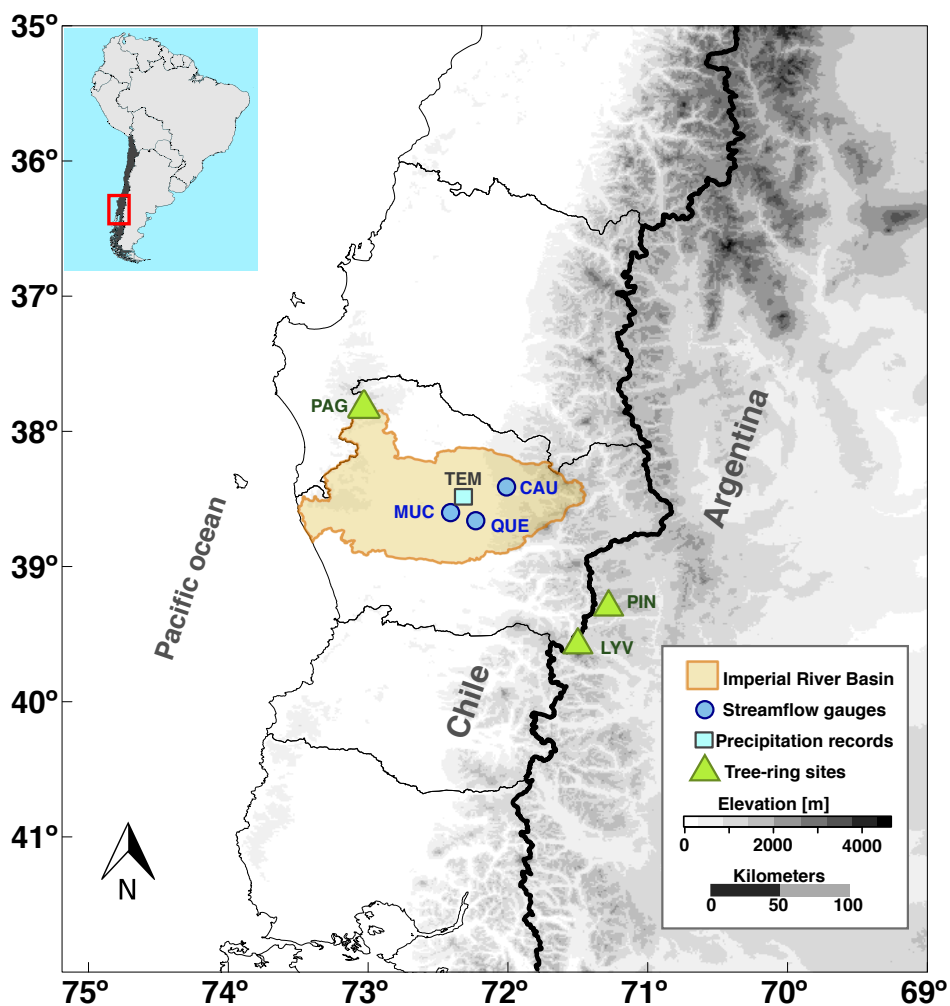 35º
36º
37º
38º
39º
40º
41º
PAG
TEM
CAU
MUC
QUE
PIN
LYV
Pacific ocean
Chile
Argentina
Imperial River Basin
Streamflow gauges
Precipitation records
Tree-ring sites
Elevation [m]
0 2000 4000
Kilometers
0 50 100
N
75º 74º 73º 72º 71º 70º 69º